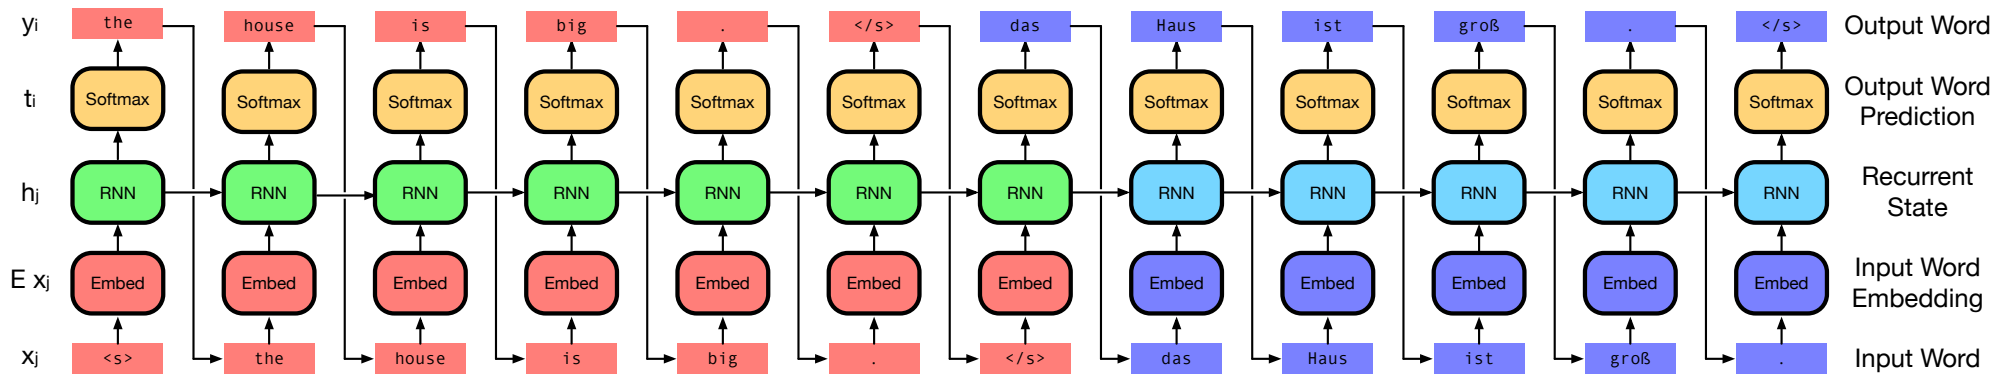 yi the house is big . </s> das Haus ist groß . </s> Output Word
ti Softmax Softmax Softmax Softmax Softmax Softmax Softmax Softmax Softmax Softmax Softmax Softmax Output Word
Prediction
hj RNN RNN RNN RNN RNN RNN RNN RNN RNN RNN RNN RNN Recurrent
State
E xj Embed Embed Embed Embed Embed Embed Embed Embed Embed Embed Embed Embed Input Word
Embedding
xj <s> the house is big . </s> das Haus ist groß . Input Word